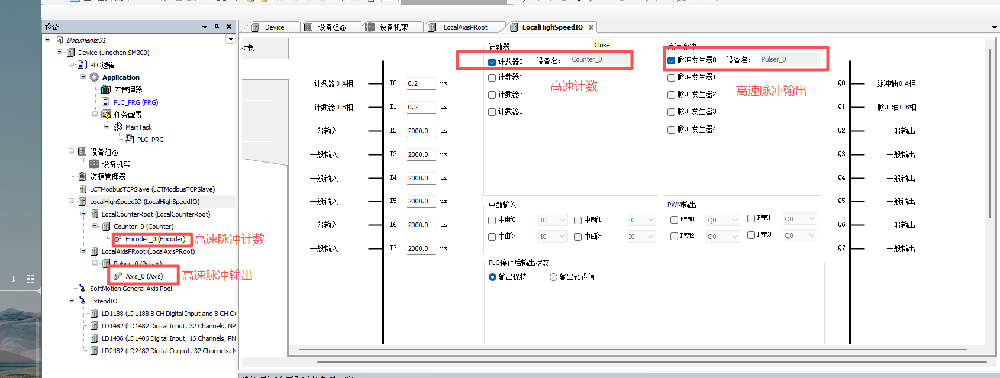 设备
Documents31
Device (Lingchen SM300)
PLC逻辑
Application
库管理器
PLC_PRG (PRG)
任务配置
MainTask
PLC_PRG
设备组态
设备机架
资源管理器
LCTModbusTCPSlave (LCTModbusTCPSlave)
LocalHighSpeedIO (LocalHighSpeedIO)
LocalCounterRoot (LocalCounterRoot)
Counter_0 (Counter)
Encoder_0 (Encoder) 高速脉冲计数
LocalAxisPRoot (LocalAxisPRoot)
Pulser_0 (Pulser)
Axis_0 (Axis) 高速脉冲输出
SoftMotion General Axis Pool
ExtendIO
LD1188 (LD1188 8 CH Digital Input and 8 CH Ou
LD1482 (LD1482 Digital Input, 32 Channels, NP
LD1406 (LD1406 Digital Input, 16 Channels, PN
LD2482 (LD2482 Digital Output, 32 Channels, N
Device 设备组态 设备机架 LocalAxisPRoot LocalHighSpeedIO
Close
对象
计数器0 A相 I0 0.2 us
计数器0 B相 I1 0.2 us
一般输入 I2 2000.0 us
一般输入 I3 2000.0 us
一般输入 I4 2000.0 us
一般输入 I5 2000.0 us
一般输入 I6 2000.0 us
一般输入 I7 2000.0 us
计数器
计数器0 设备名: Counter_0
计数器1
计数器2
计数器3
高速计数
高速脉冲
脉冲发生器0 设备名: Pulser_0
脉冲发生器1
脉冲发生器2
脉冲发生器3
脉冲发生器4
高速脉冲输出
中断输入
中断0 I0 中断1 I0
中断2 I0 中断3 I0
PWM输出
PWM0 Q0 PWM1 Q0
PWM2 Q0 PWM3 Q0
PLC停止后输出状态
输出保持 输出预设值
Q0 脉冲轴0 A相
Q1 脉冲轴0 B相
Q2 一般输出
Q3 一般输出
Q4 一般输出
Q5 一般输出
Q6 一般输出
Q7 一般输出